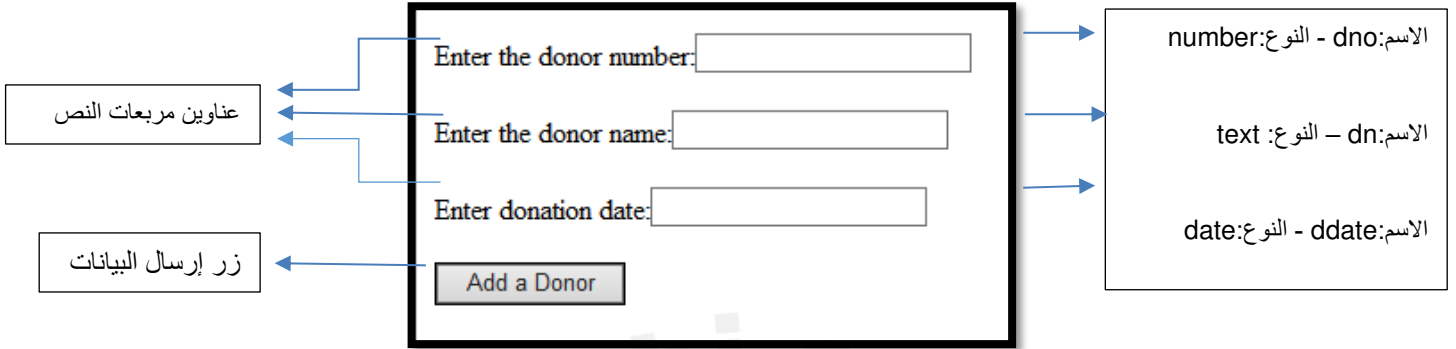 Enter the donor number:
Enter the donor name:
Enter donation date:
Add a Donor
عناوين مربعات النص
زر إرسال البيانات
الاسم:dno - النوع:number
الاسم:dn – النوع: text
الاسم:ddate - النوع:date